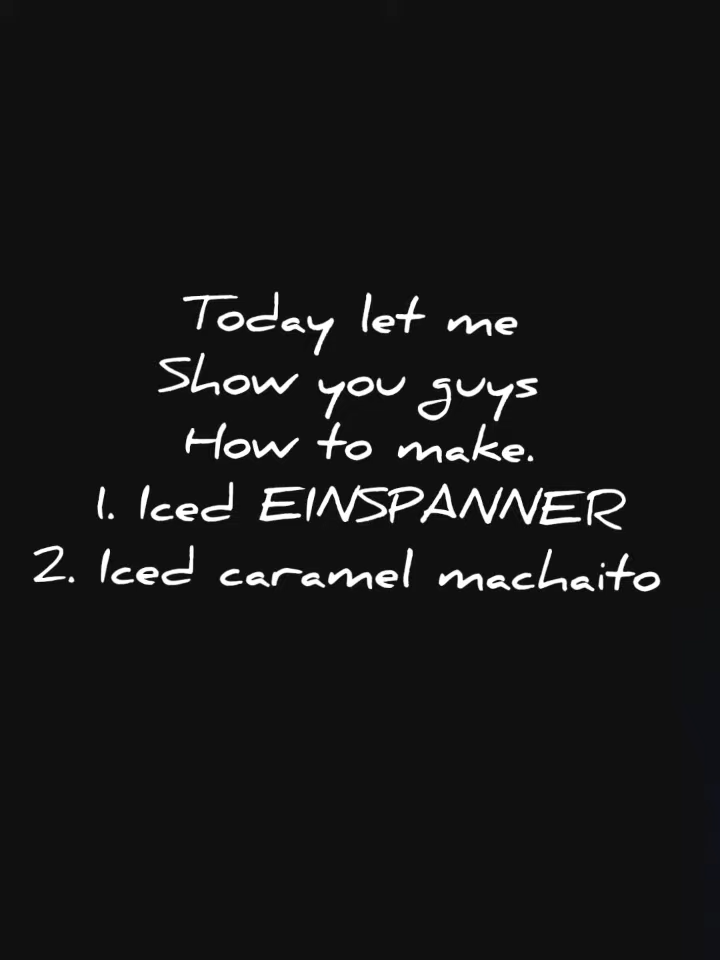 Today let me
Show you guys
How to make.
1. Iced EINSPANNER
2. Iced caramel machaito